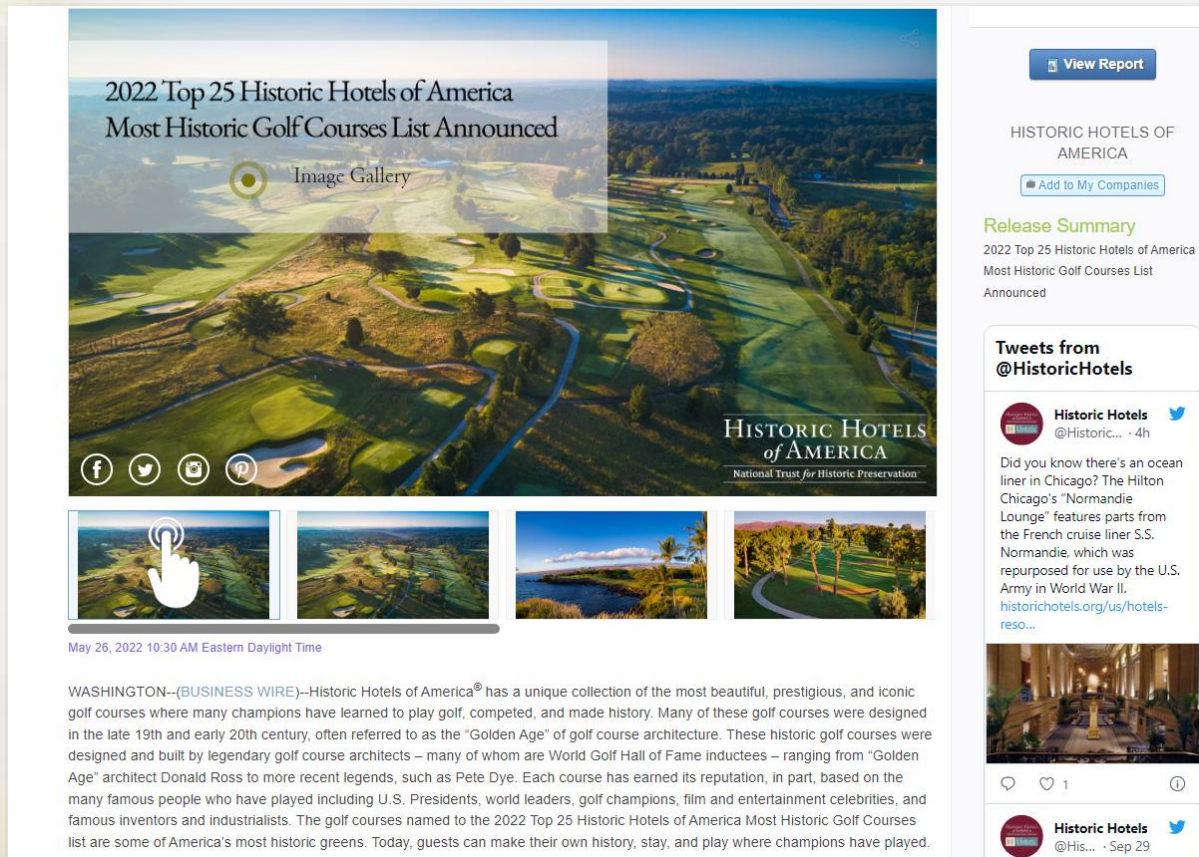 2022 Top 25 Historic Hotels of America
Most Historic Golf Courses List Announced
Image Gallery
HISTORIC HOTELS
of AMERICA
National Trust for Historic Preservation
May 26, 2022 10:30 AM Eastern Daylight Time
WASHINGTON--(BUSINESS WIRE)--Historic Hotels of America® has a unique collection of the most beautiful, prestigious, and iconic
golf courses where many champions have learned to play golf, competed, and made history. Many of these golf courses were designed
in the late 19th and early 20th century, often referred to as the “Golden Age” of golf course architecture. These historic golf courses were
designed and built by legendary golf course architects – many of whom are World Golf Hall of Fame inductees – ranging from “Golden
Age” architect Donald Ross to more recent legends, such as Pete Dye. Each course has earned its reputation, in part, based on the
many famous people who have played including U.S. Presidents, world leaders, golf champions, film and entertainment celebrities, and
famous inventors and industrialists. The golf courses named to the 2022 Top 25 Historic Hotels of America Most Historic Golf Courses
list are some of America’s most historic greens. Today, guests can make their own history, stay, and play where champions have played.
View Report
HISTORIC HOTELS OF
AMERICA
Add to My Companies
Release Summary
2022 Top 25 Historic Hotels of America
Most Historic Golf Courses List
Announced
Tweets from
@HistoricHotels
Historic Hotels
@Historic... · 4h
Did you know there's an ocean
liner in Chicago? The Hilton
Chicago's "Normandie
Lounge" features parts from
the French cruise liner S.S.
Normandie, which was
repurposed for use by the U.S.
Army in World War II.
historichotels.org/us/hotels-
reso...
1
Historic Hotels
@His... · Sep 29